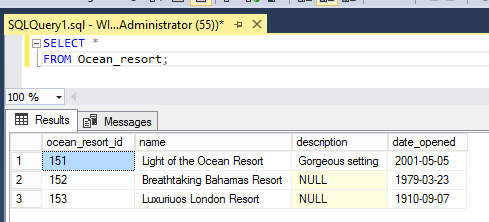 SQLQuery1.sql - WI...Administrator (55))*
SELECT *
FROM Ocean_resort;
100 %
Results Messages
ocean_resort_id name description date_opened
1 151 Light of the Ocean Resort Gorgeous setting 2001-05-05
2 152 Breathtaking Bahamas Resort NULL 1979-03-23
3 153 Luxuriuos London Resort NULL 1910-09-07